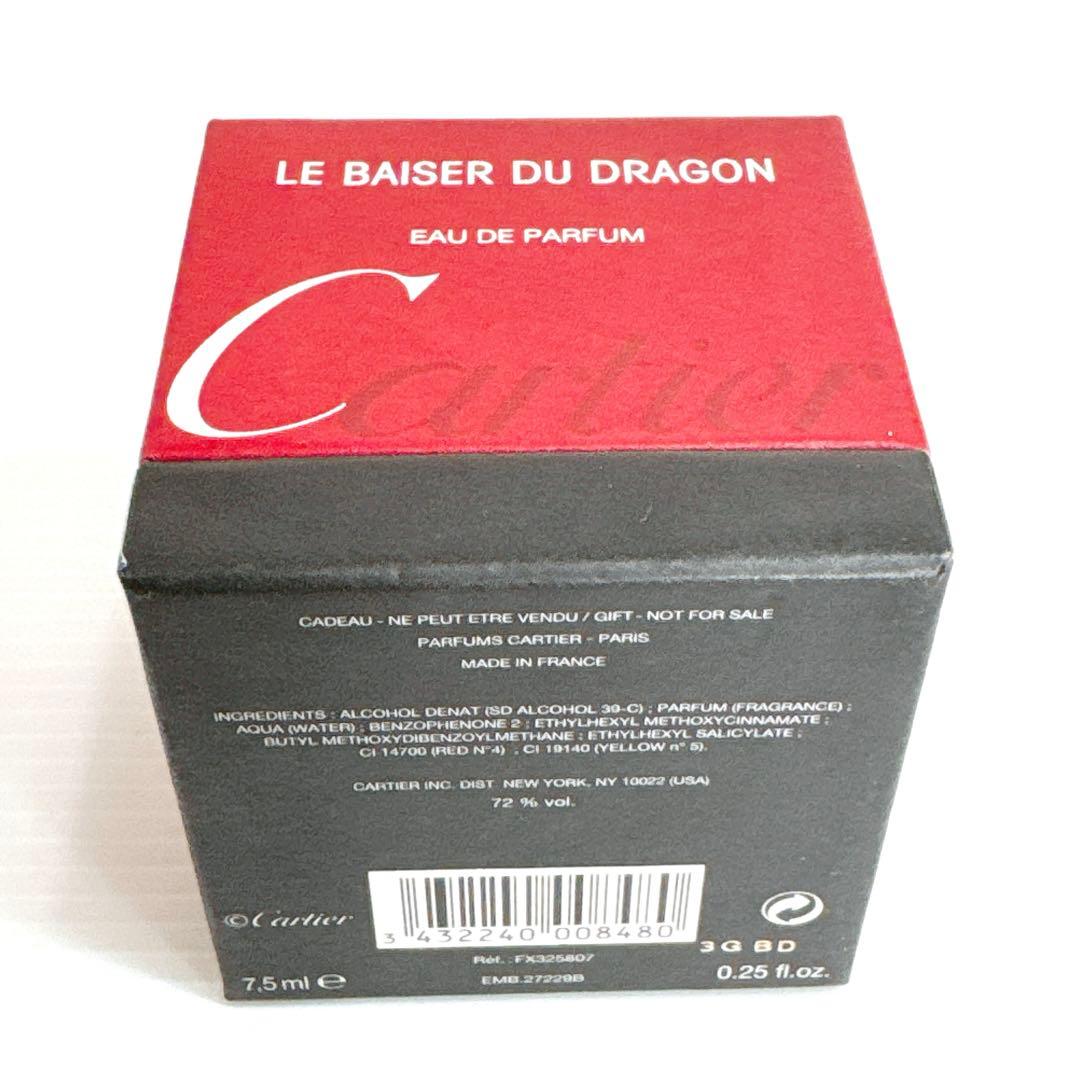 LE BAISER DU DRAGON
EAU DE PARFUM
Cartier
CADEAU - NE PEUT ETRE VENDU / GIFT - NOT FOR SALE
PARFUMS CARTIER - PARIS
MADE IN FRANCE
INGREDIENTS : ALCOHOL DENAT (SD ALCOHOL 39-C) ; PARFUM (FRAGRANCE) ;
AQUA (WATER) ; BENZOPHENONE 2 ; ETHYLHEXYL METHOXYCINNAMATE ;
BUTYL METHOXYDIBENZOYLMETHANE ; ETHYLHEXYL SALICYLATE ;
CI 14700 (RED N°4) ; CI 19140 (YELLOW n° 5).
CARTIER INC. DIST NEW YORK, NY 10022 (USA)
72 % vol.
©Cartier
3 432240 008480
3G BD
Réf. : FX325807
EMB.27229B
7,5 ml e
0.25 fl.oz.